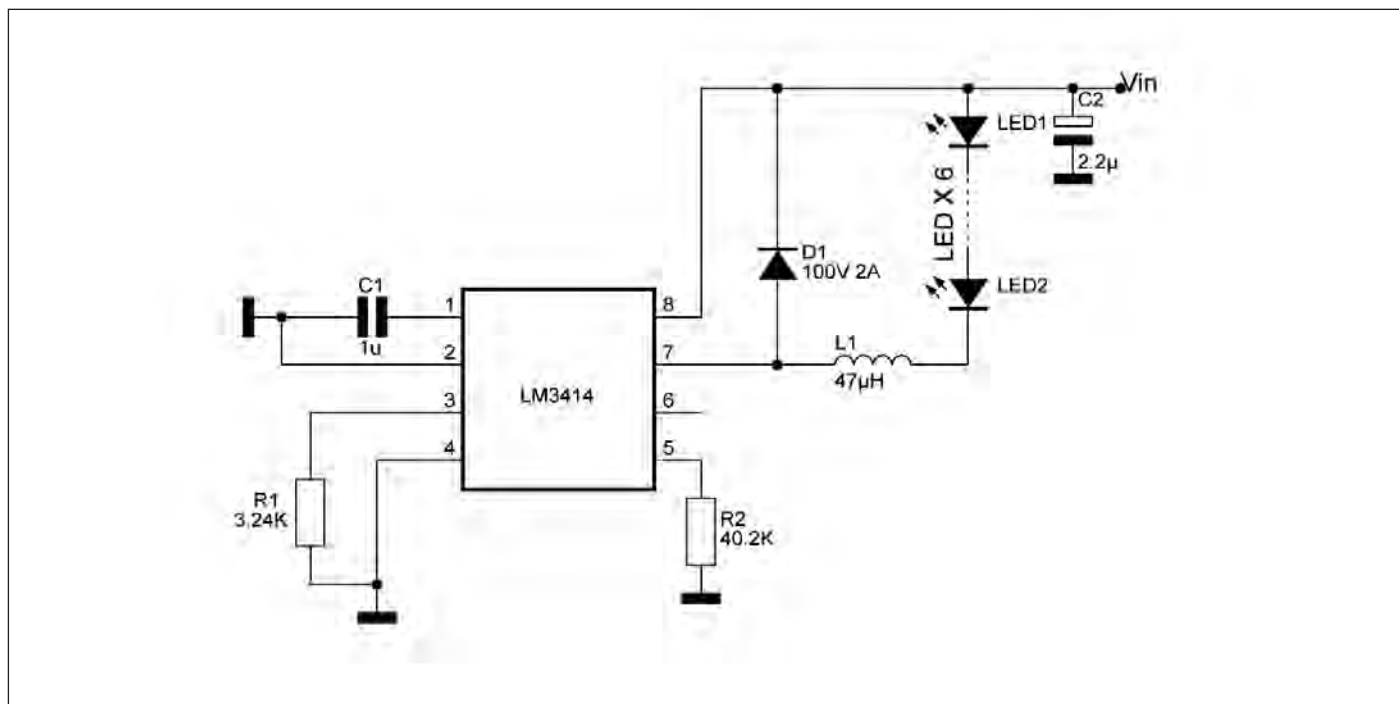 Vin
C2
LED1
2.2µ
LED X 6
D1
100V 2A
LED2
C1
1u
1
2
3
4
LM3414
8
7
6
5
L1
47µH
R1
3.24K
R2
40.2K